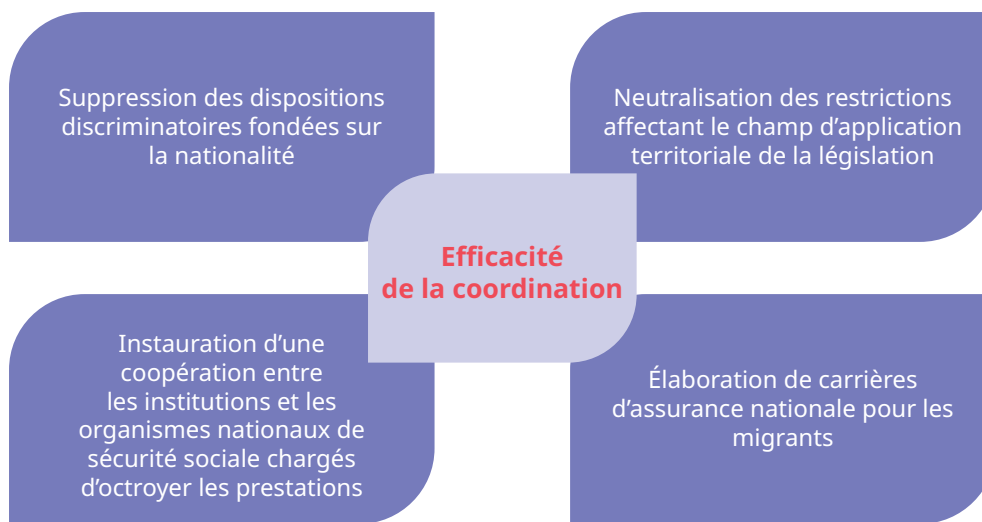 Suppression des dispositions
discriminatoires fondées sur
la nationalité
Neutralisation des restrictions
affectant le champ d’application
territoriale de la législation
Efficacité
de la coordination
Instauration d’une
coopération entre
les institutions et les
organismes nationaux de
sécurité sociale chargés
d’octroyer les prestations
Élaboration de carrières
d’assurance nationale pour les
migrants